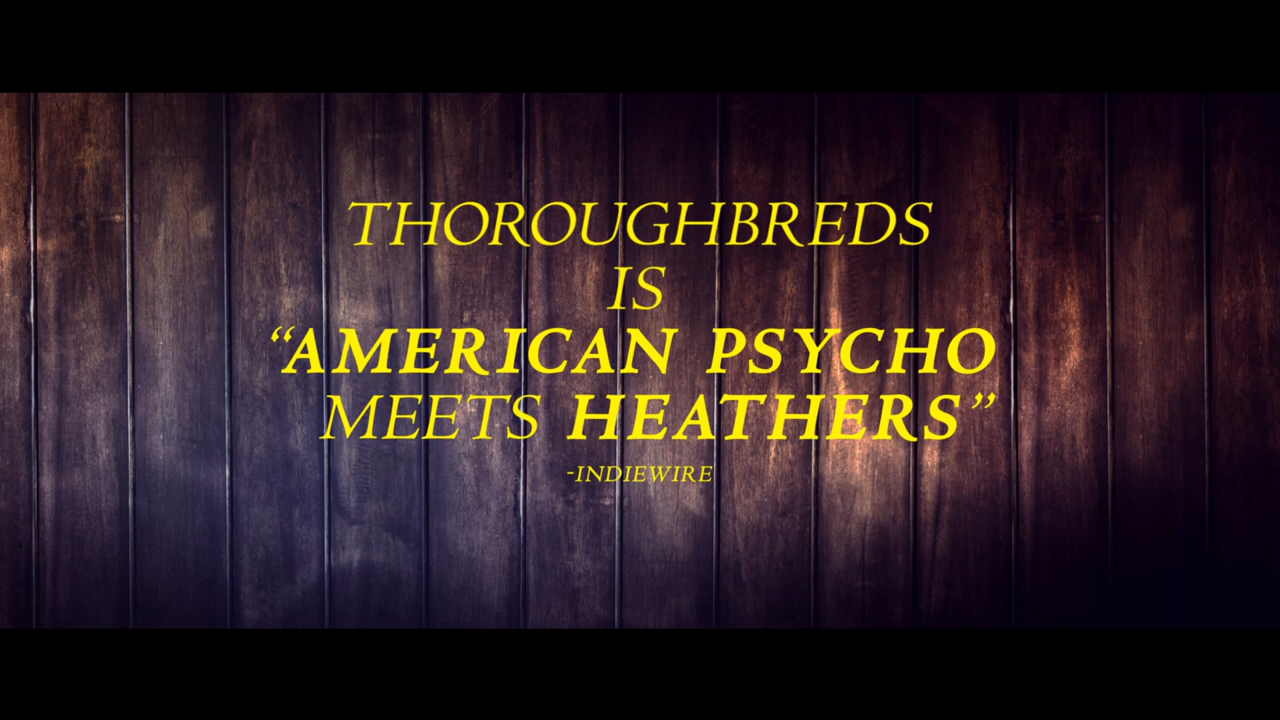 THOROUGHBREDS
IS
“AMERICAN PSYCHO
MEETS HEATHERS”
-INDIEWIRE